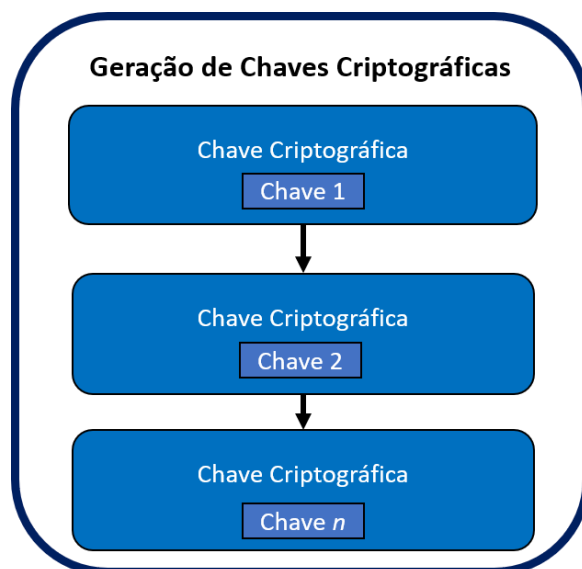 Geração de Chaves Criptográficas
Chave Criptográfica
Chave 1
Chave Criptográfica
Chave 2
Chave Criptográfica
Chave n